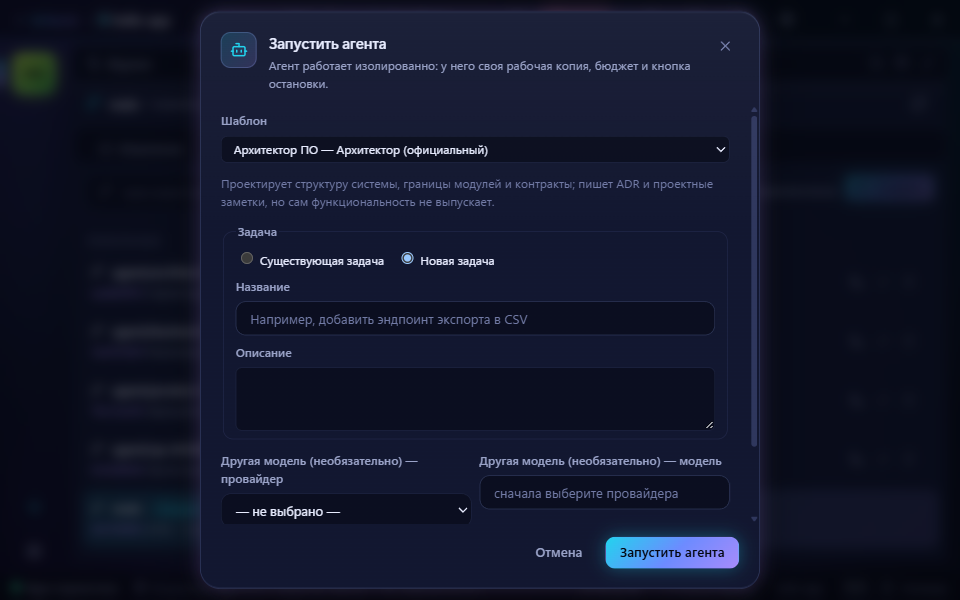 Запустить агента
Агент работает изолированно: у него своя рабочая копия, бюджет и кнопка
остановки.
Шаблон
Архитектор ПО — Архитектор (официальный)
Проектирует структуру системы, границы модулей и контракты; пишет ADR и проектные
заметки, но сам функциональность не выпускает.
Задача
Существующая задача
Новая задача
Название
Например, добавить эндпоинт экспорта в CSV
Описание
Другая модель (необязательно) —
провайдер
— не выбрано —
Другая модель (необязательно) — модель
сначала выберите провайдера
Отмена
Запустить агента